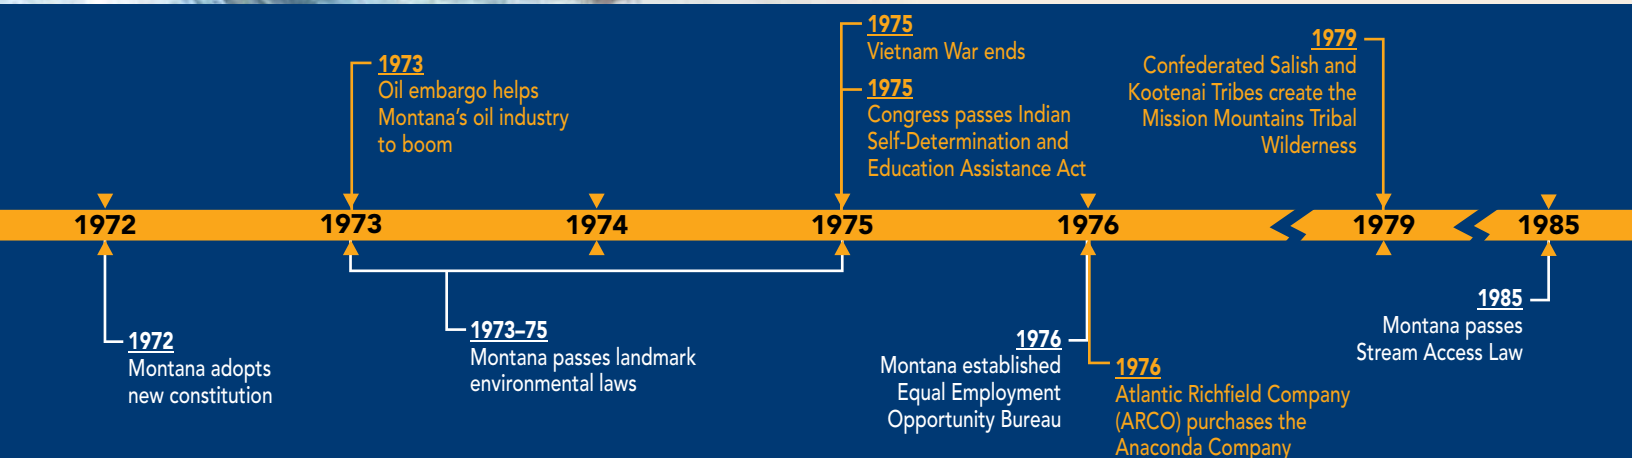 1973
Oil embargo helps
Montana's oil industry
to boom
1975
Vietnam War ends
1975
Congress passes Indian
Self-Determination and
Education Assistance Act
1979
Confederated Salish and
Kootenai Tribes create the
Mission Mountains Tribal
Wilderness
1972
1973
1974
1975
1976
1979
1985
1972
Montana adopts
new constitution
1973–75
Montana passes landmark
environmental laws
1976
Montana established
Equal Employment
Opportunity Bureau
1976
Atlantic Richfield Company
(ARCO) purchases the
Anaconda Company
1985
Montana passes
Stream Access Law